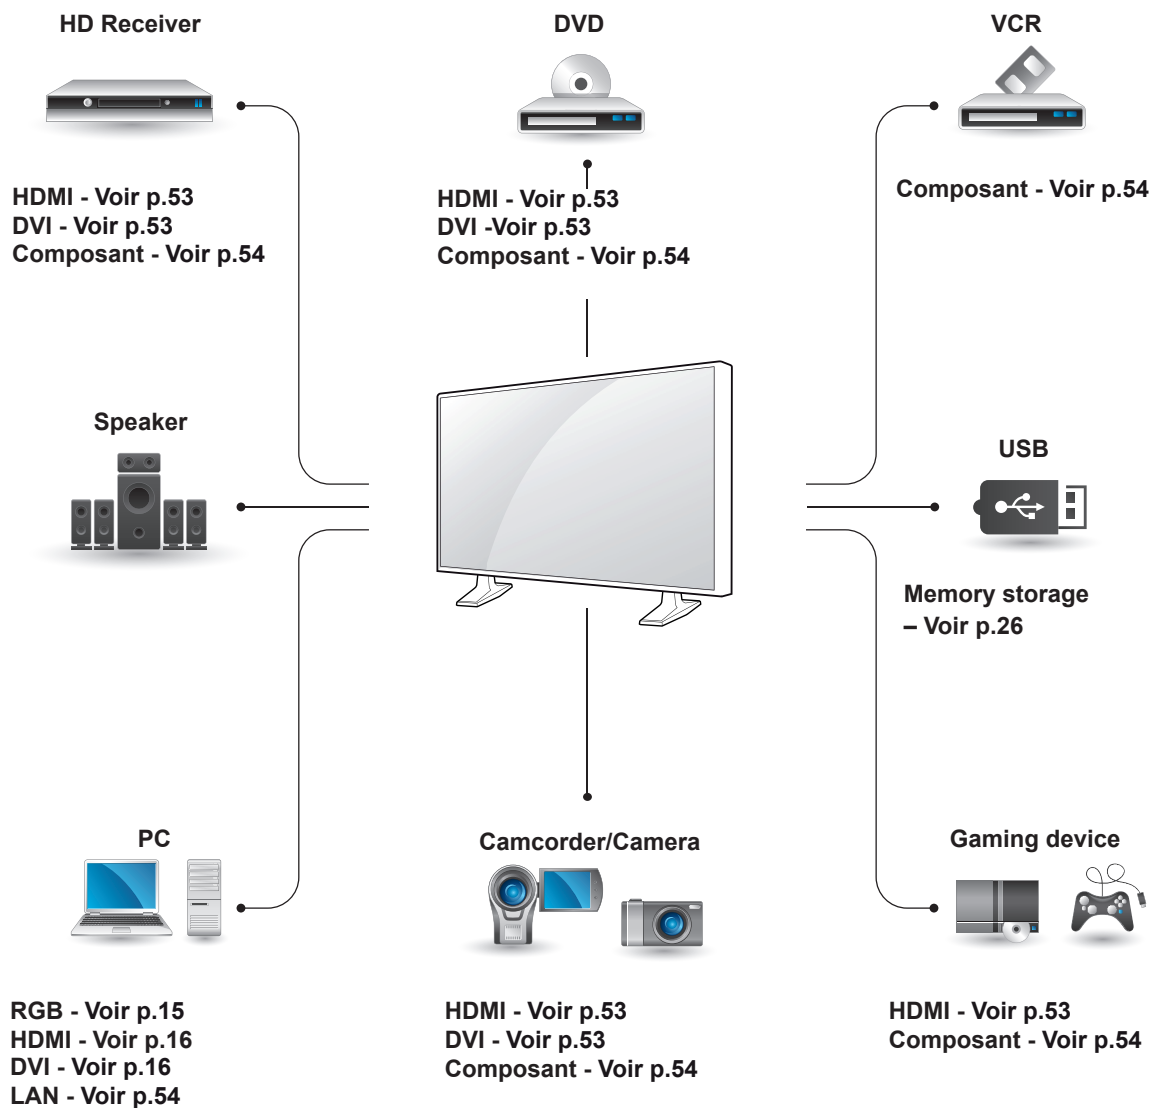 HD Receiver
HDMI - Voir p.53
DVI - Voir p.53
Composant - Voir p.54
DVD
HDMI - Voir p.53
DVI -Voir p.53
Composant - Voir p.54
VCR
Composant - Voir p.54
Speaker
USB
Memory storage
– Voir p.26
PC
RGB - Voir p.15
HDMI - Voir p.16
DVI - Voir p.16
LAN - Voir p.54
Camcorder/Camera
HDMI - Voir p.53
DVI - Voir p.53
Composant - Voir p.54
Gaming device
HDMI - Voir p.53
Composant - Voir p.54